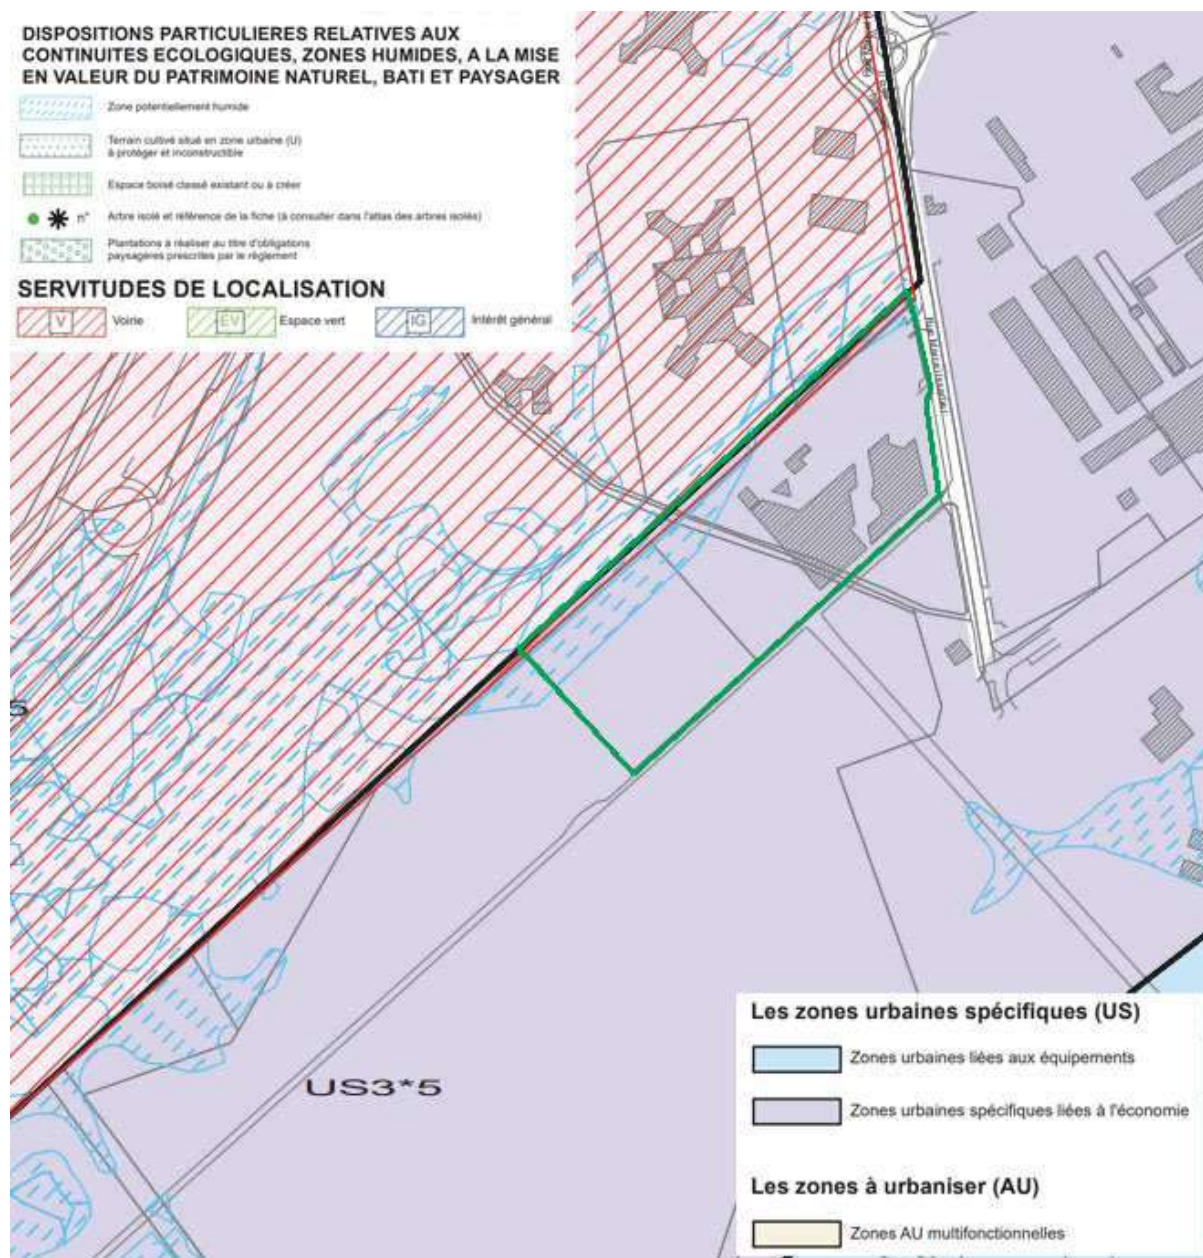 DISPOSITIONS PARTICULIERES RELATIVES AUX
CONTINUITES ECOLOGIQUES, ZONES HUMIDES, A LA MISE
EN VALEUR DU PATRIMOINE NATUREL, BATI ET PAYSAGER
Zone potentiellement humide
Terrain cultivé situé en zone urbaine (U)
à protéger et inconstructible
Espace boisé classé existant ou à créer
n° Arbre isolé et référence de la fiche (à consulter dans l'atlas des arbres isolés)
Plantations à réaliser au titre d'obligations
paysagères prescrites par le règlement
SERVITUDES DE LOCALISATION
V Voirie EV Espace vert IG Intérêt général
5
US3*5
Les zones urbaines spécifiques (US)
Zones urbaines liées aux équipements
Zones urbaines spécifiques liées à l'économie
Les zones à urbaniser (AU)
Zones AU multifonctionnelles